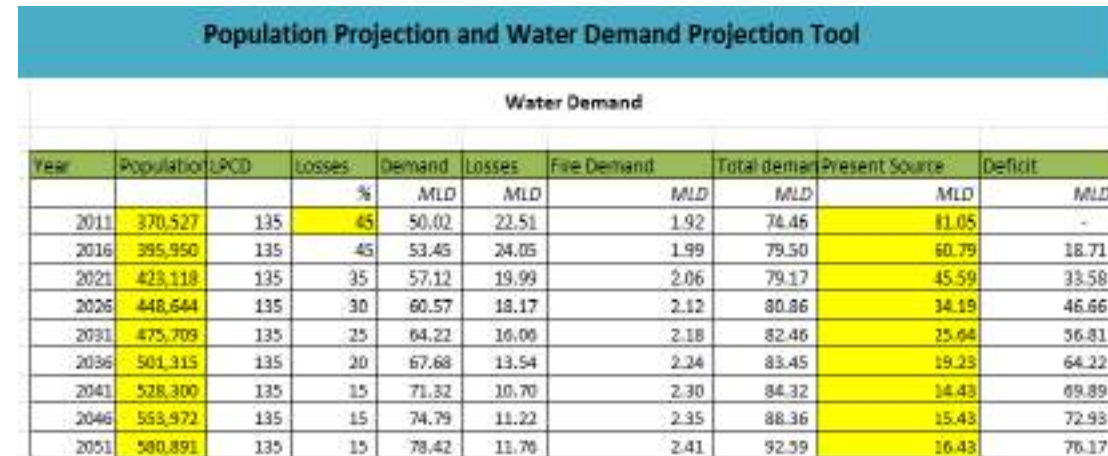 Population Projection and Water Demand Projection Tool
Water Demand
Year Population LPCD Losses Demand Losses Fire Demand Total deman Present Source Deficit
% MLD MLD MLD MLD MLD MLD
2011 370,527 135 45 50.02 22.51 1.92 74.46 81.05 -
2016 395,950 135 45 53.45 24.05 1.99 79.50 60.79 18.71
2021 423,118 135 35 57.12 19.99 2.06 79.17 45.59 33.58
2026 448,644 135 30 60.57 18.17 2.12 80.86 34.19 46.66
2031 475,709 135 25 64.22 16.06 2.18 82.46 25.64 56.81
2036 501,315 135 20 67.68 13.54 2.24 83.45 19.23 64.22
2041 528,300 135 15 71.32 10.70 2.30 84.32 14.43 69.89
2046 553,972 135 15 74.79 11.22 2.35 88.36 15.43 72.93
2051 580,891 135 15 78.42 11.76 2.41 92.59 16.43 76.17